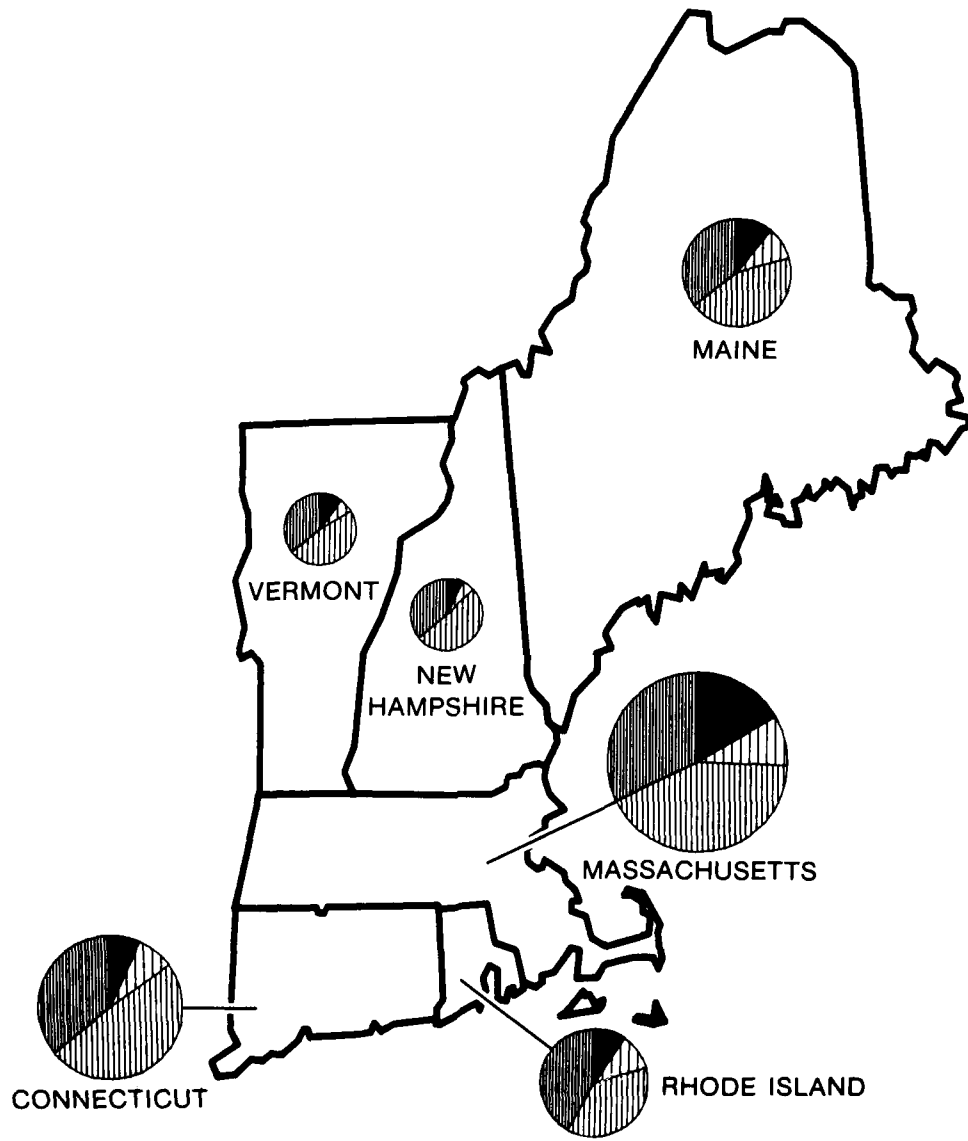 MAINE
VERMONT
NEW
HAMPSHIRE
MASSACHUSETTS
CONNECTICUT
RHODE ISLAND